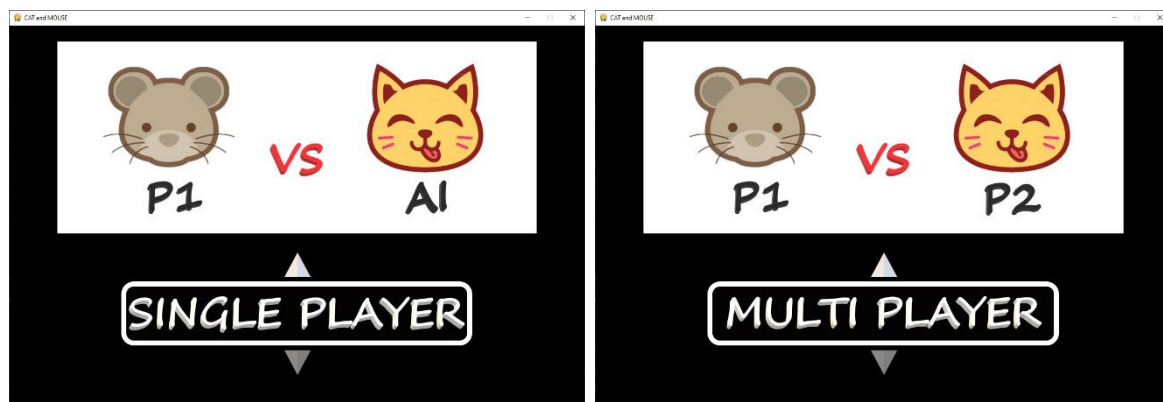 CAT and MOUSE
VS
P1 AI
SINGLE PLAYER
CAT and MOUSE
VS
P1 P2
MULTI PLAYER